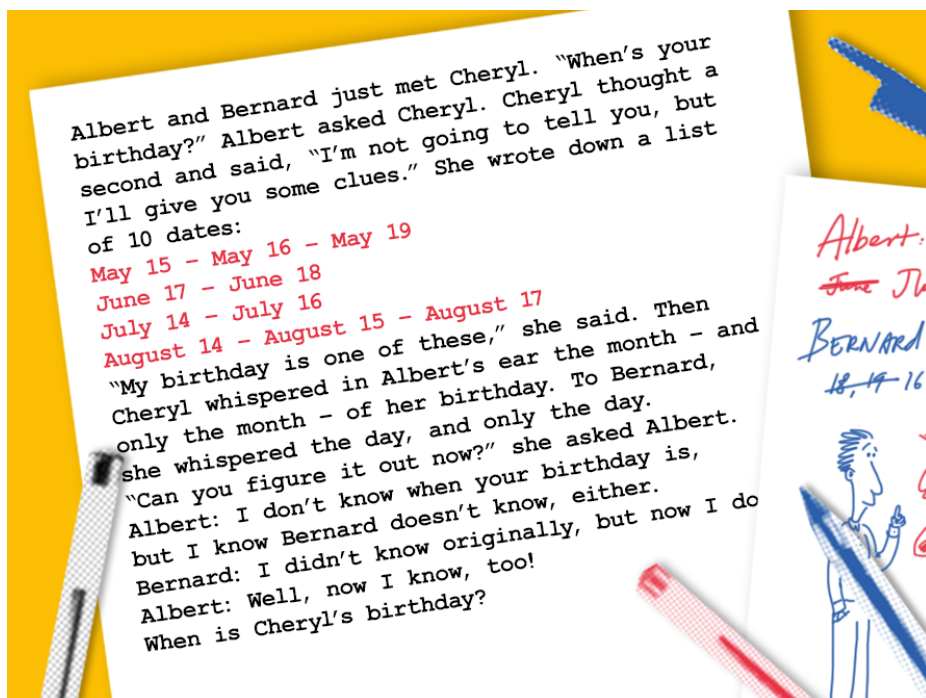 Albert and Bernard just met Cheryl. “When’s your
birthday?” Albert asked Cheryl. Cheryl thought a
second and said, “I’m not going to tell you, but
I’ll give you some clues.” She wrote down a list
of 10 dates:
May 15 – May 16 – May 19
June 17 – June 18
July 14 – July 16
August 14 – August 15 – August 17
“My birthday is one of these,” she said. Then
Cheryl whispered in Albert’s ear the month – and
only the month – of her birthday. To Bernard,
she whispered the day, and only the day.
“Can you figure it out now?” she asked Albert.
Albert: I don’t know when your birthday is,
but I know Bernard doesn’t know, either.
Bernard: I didn’t know originally, but now I do
Albert: Well, now I know, too!
When is Cheryl’s birthday?
Albert:
June
BERNARD
18, 19 16